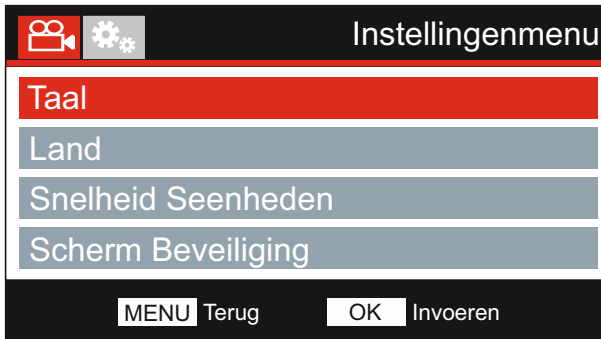 Instellingenmenu
Taal
Land
Snelheid Seenheden
Scherm Beveiliging
MENU Terug OK Invoeren